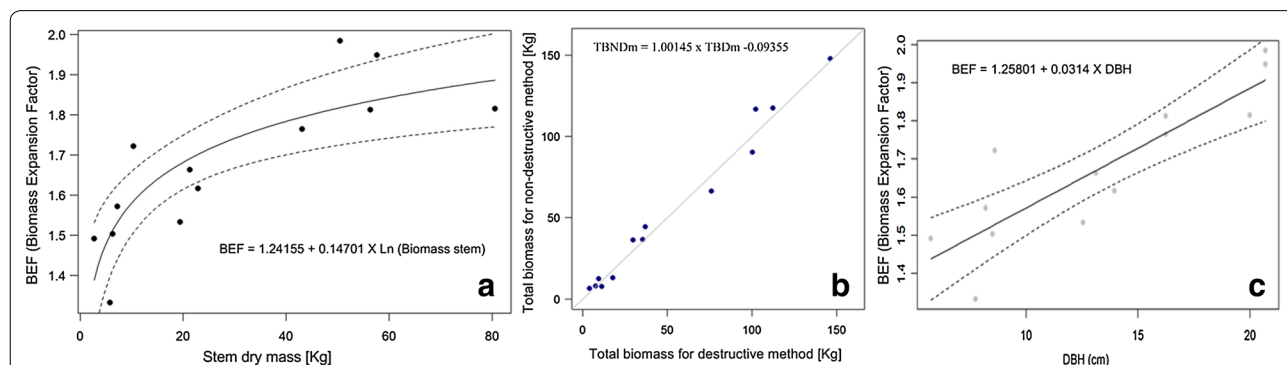 BEF (Biomass Expansion Factor)
2.0
1.9
1.8
1.7
1.6
1.5
1.4
BEF = 1.24155 + 0.14701 X Ln (Biomass stem)
a
0
20
40
60
80
Stem dry mass [Kg]
Total biomass for non-destructive method [Kg]
150
100
50
0
TBNDm = 1.00145 x TBDm -0.09355
b
0
50
100
150
Total biomass for destructive method [Kg]
BEF (Biomass Expansion Factor)
2.0
1.9
1.8
1.7
1.6
1.5
1.4
BEF = 1.25801 + 0.0314 X DBH
c
10
15
20
DBH (cm)